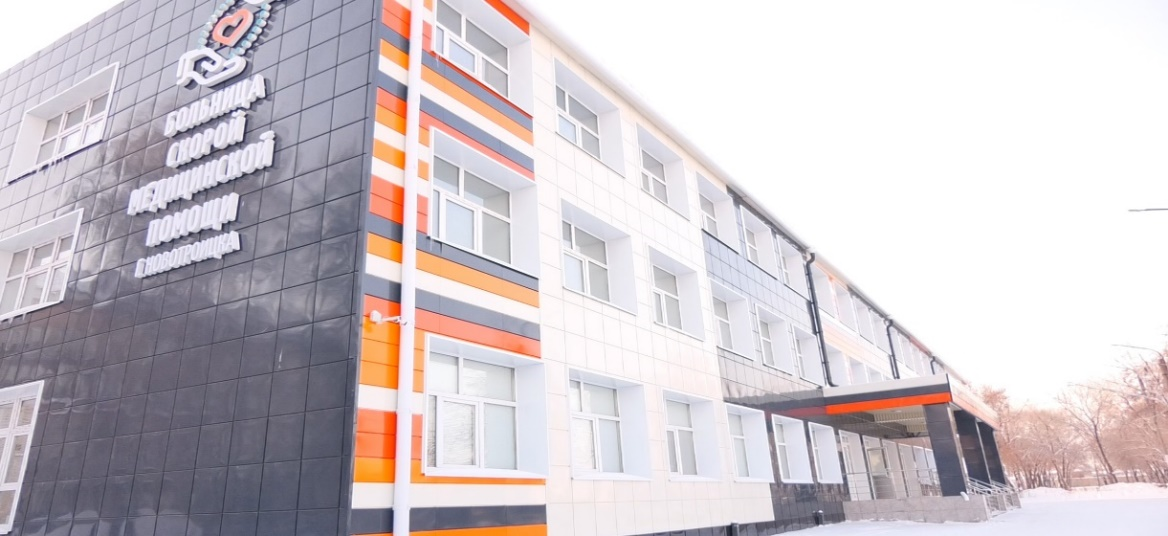 БОЛЬНИЦА
СКОРОЙ
МЕДИЦИНСКОЙ
ПОМОЩИ
Г. НОВОТРОИЦКА